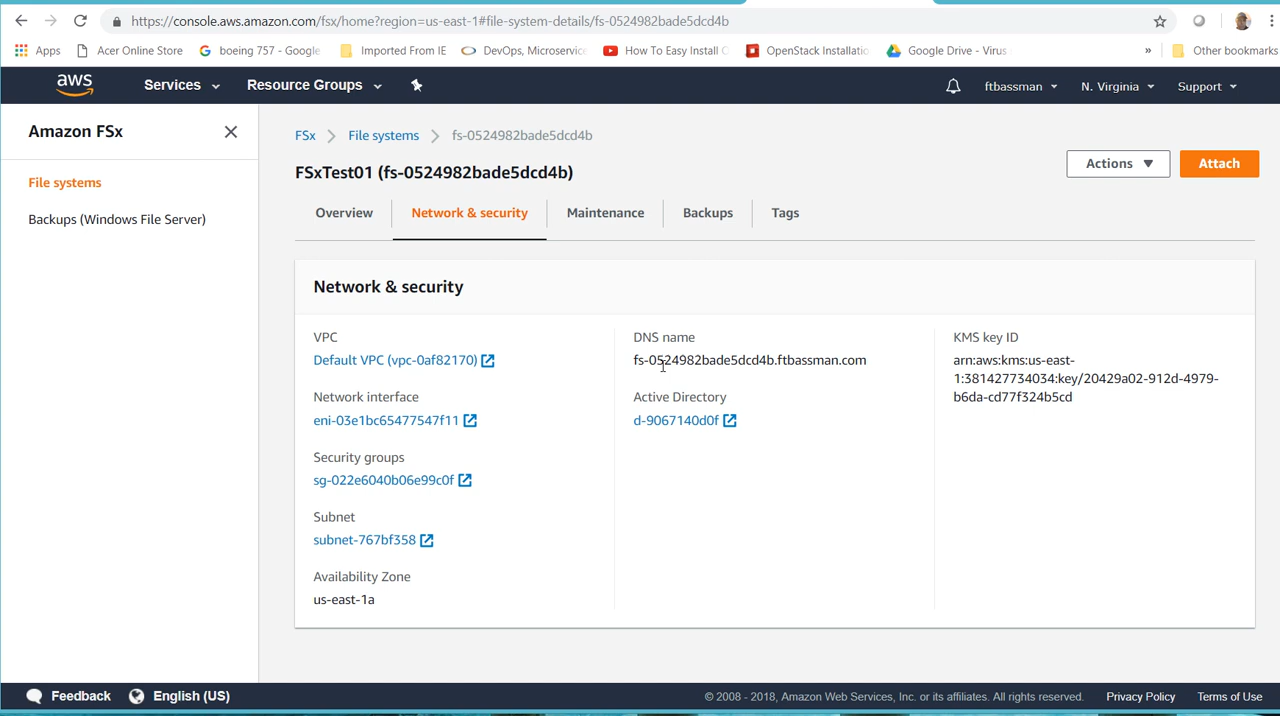 https://console.aws.amazon.com/fsx/home?region=us-east-1#file-system-details/fs-0524982bade5dcd4b
Apps Acer Online Store boeing 757 - Google Imported From IE DevOps, Microservice How To Easy Install O OpenStack Installatio Google Drive - Virus » Other bookmarks
aws Services Resource Groups ftbassman N. Virginia Support
Amazon FSx
File systems
Backups (Windows File Server)
FSx File systems fs-0524982bade5dcd4b
FSxTest01 (fs-0524982bade5dcd4b)
Actions Attach
Overview Network & security Maintenance Backups Tags
Network & security
VPC
Default VPC (vpc-0af82170)
Network interface
eni-03e1bc65477547f11
Security groups
sg-022e6040b06e99c0f
Subnet
subnet-767bf358
Availability Zone
us-east-1a
DNS name
fs-0524982bade5dcd4b.ftbassman.com
Active Directory
d-9067140d0f
KMS key ID
arn:aws:kms:us-east-
1:381427734034:key/20429a02-912d-4979-
b6da-cd77f324b5cd
Feedback English (US) © 2008 - 2018, Amazon Web Services, Inc. or its affiliates. All rights reserved. Privacy Policy Terms of Use